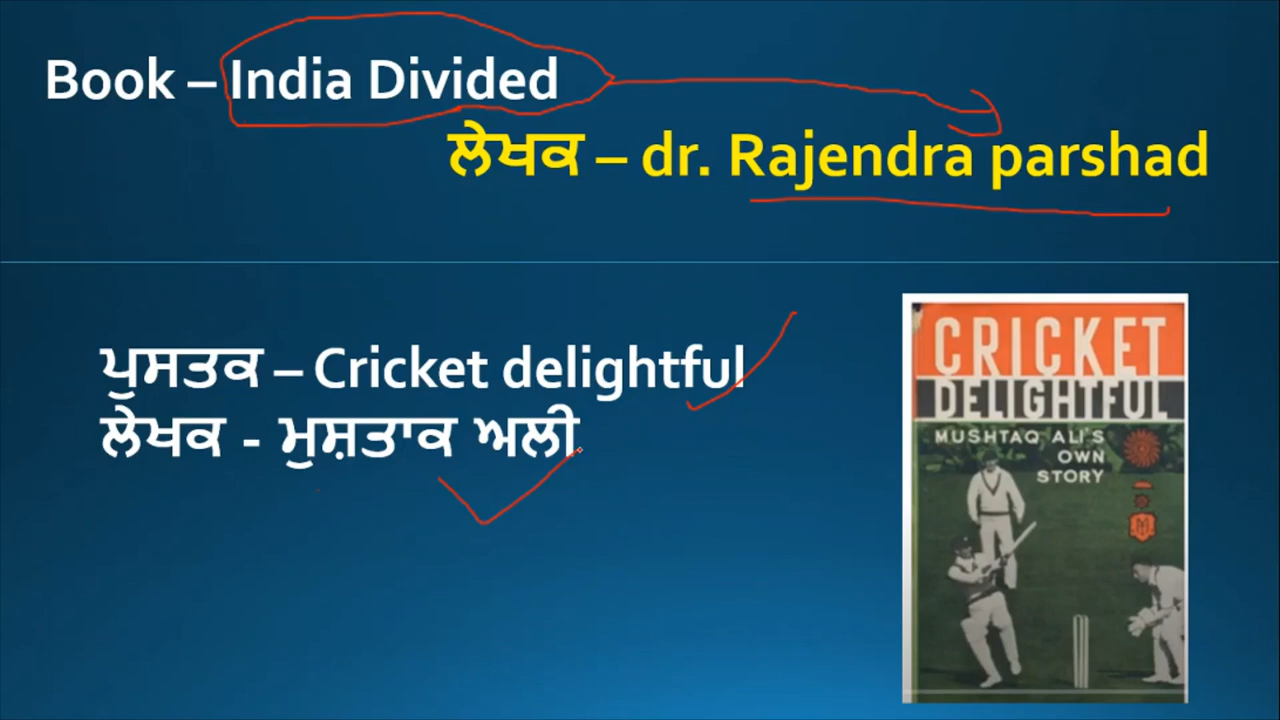 Book – India Divided
ਲੇਖਕ – dr. Rajendra parshad
ਪੁਸਤਕ – Cricket delightful
ਲੇਖਕ - ਮੁਸ਼ਤਾਕ ਅਲੀ
CRICKET
DELIGHTFUL
MUSHTAQ ALI'S
OWN
STORY